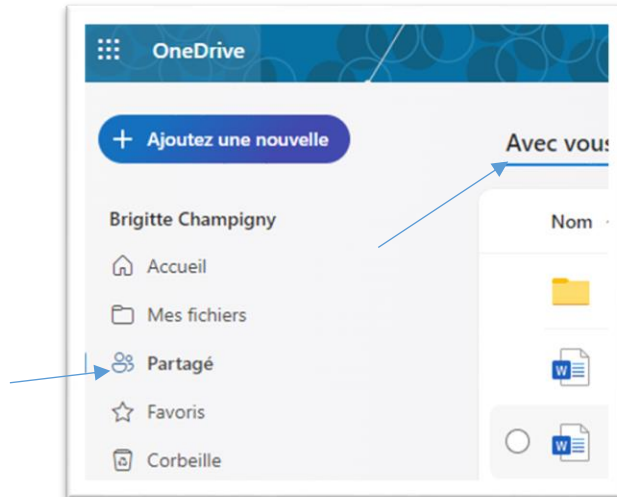 OneDrive
+ Ajoutez une nouvelle
Avec vous
Brigitte Champigny
Nom
Accueil
Mes fichiers
Partagé
W
Favoris
W
Corbeille